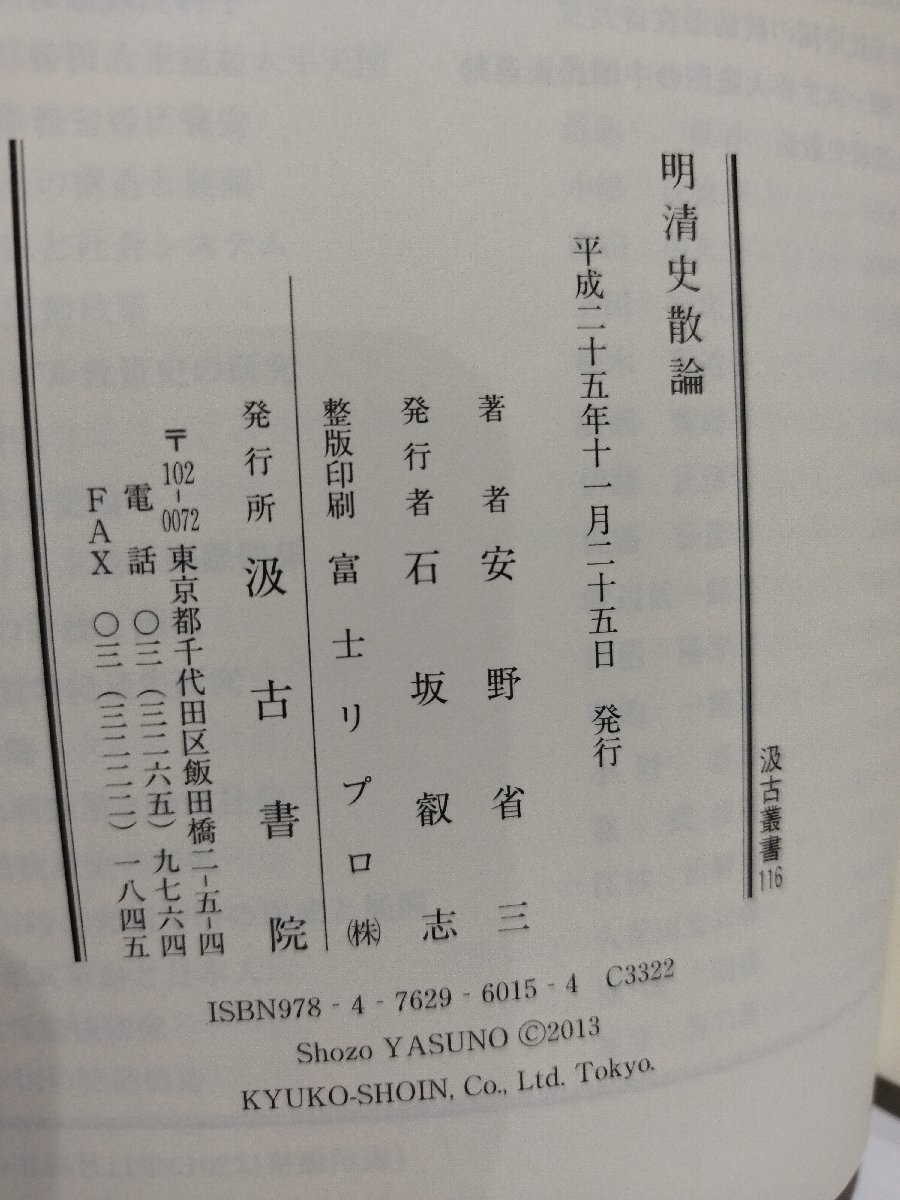 汲古叢書116
明清史散論
平成二十五年十一月二十五日 発行
著者 安野省三
発行者 石坂叡志
整版印刷 富士リプロ㈱
発行所 汲古書院
〒102-0072 東京都千代田区飯田橋二-五-四
電話 〇三(三二六五)九七六四
FAX 〇三(三二二二)一八四五
ISBN978 - 4 - 7629 - 6015 - 4 C3322
Shozo YASUNO ©2013
KYUKO-SHOIN, Co., Ltd. Tokyo.